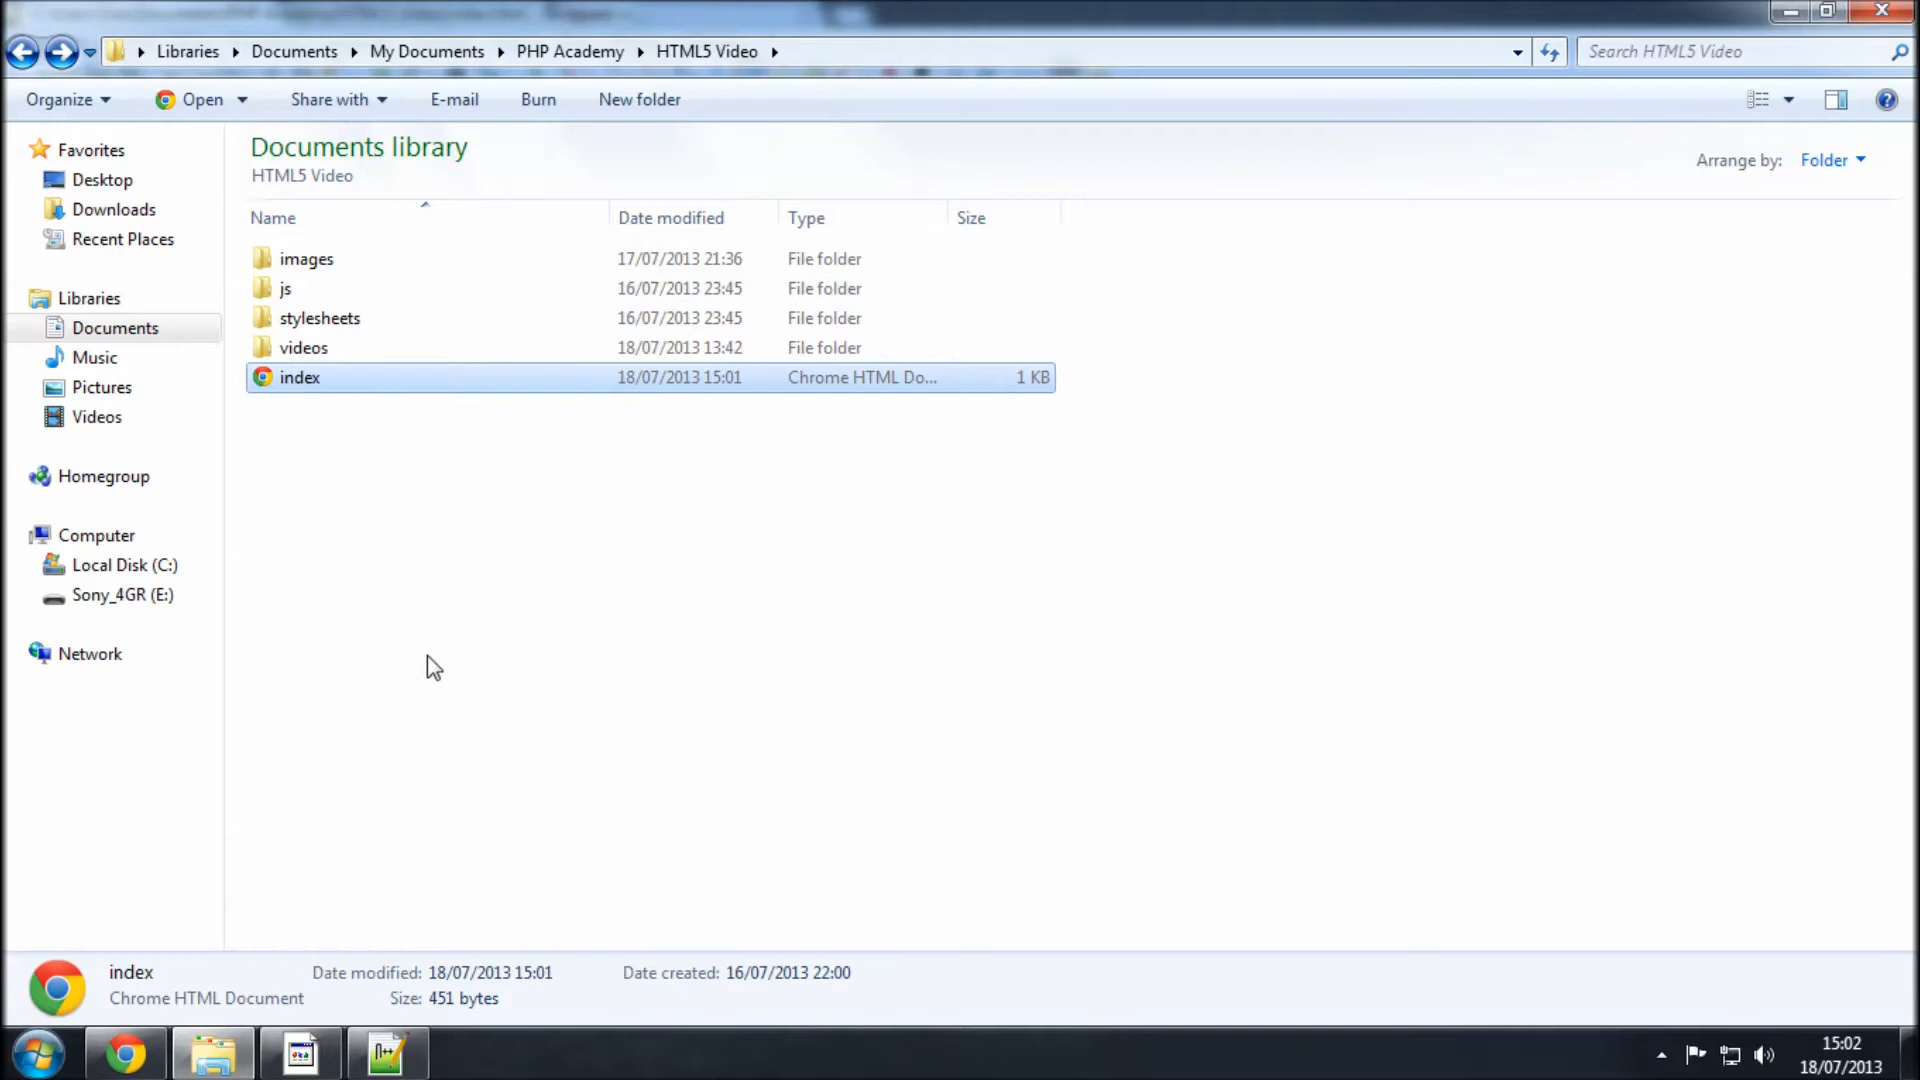 Libraries Documents My Documents PHP Academy HTML5 Video
Search HTML5 Video
Organize Open Share with E-mail Burn New folder
Favorites
Desktop
Downloads
Recent Places
Libraries
Documents
Music
Pictures
Videos
Homegroup
Computer
Local Disk (C:)
Sony_4GR (E:)
Network
Documents library
HTML5 Video
Arrange by: Folder
Name Date modified Type Size
images 17/07/2013 21:36 File folder
js 16/07/2013 23:45 File folder
stylesheets 16/07/2013 23:45 File folder
videos 18/07/2013 13:42 File folder
index 18/07/2013 15:01 Chrome HTML Do... 1 KB
index Date modified: 18/07/2013 15:01 Date created: 16/07/2013 22:00
Chrome HTML Document Size: 451 bytes
15:02
18/07/2013